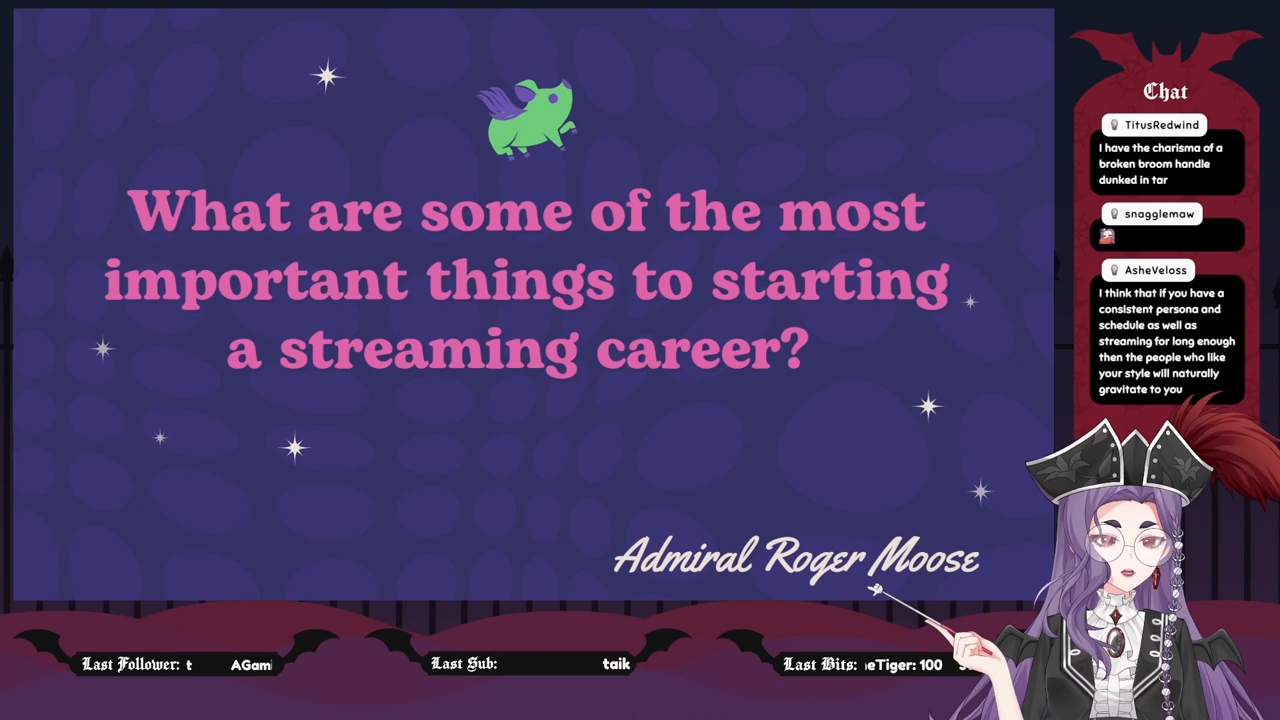 What are some of the most
important things to starting
a streaming career?
Admiral Roger Moose
Chat
TitusRedwind
I have the charisma of a
broken broom handle
dunked in tar
snagglemaw
AsheVeloss
I think that if you have a
consistent persona and
schedule as well as
streaming for long enough
then the people who like
your style will naturally
gravitate to you
Last Follower: t AGam
Last Sub: taik
Last Bits: eTiger: 100